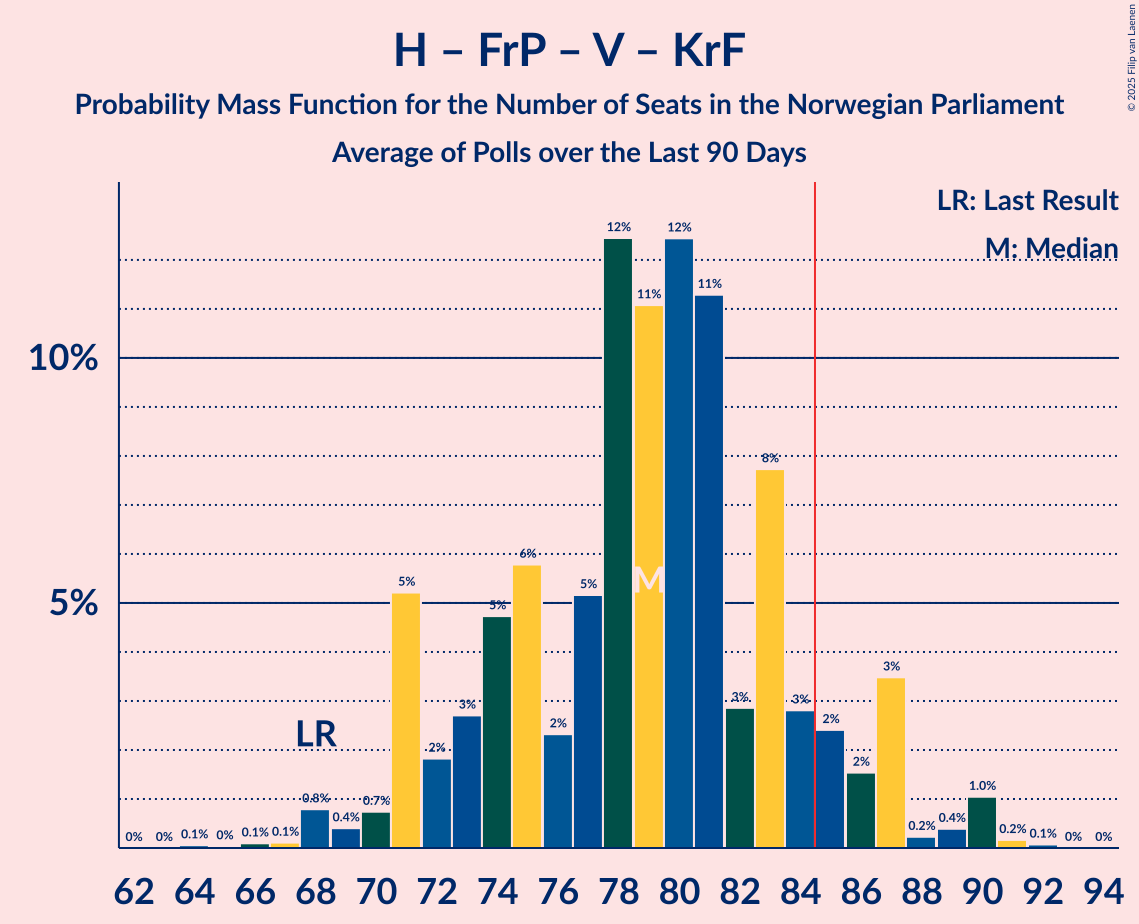 H – FrP – V – KrF
Probability Mass Function for the Number of Seats in the Norwegian Parliament
Average of Polls over the Last 90 Days
© 2025 Filip van Laenen
LR: Last Result
M: Median
10%
5%
0% 0% 0.1% 0% 0.1% 0.1% 0.8% 0.4% 0.7% 5% 2% 3% 5% 6% 2% 5% 12% 11% 12% 11% 3% 8% 3% 2% 2% 3% 0.2% 0.4% 1.0% 0.2% 0.1% 0% 0%
LR
M
62 64 66 68 70 72 74 76 78 80 82 84 86 88 90 92 94